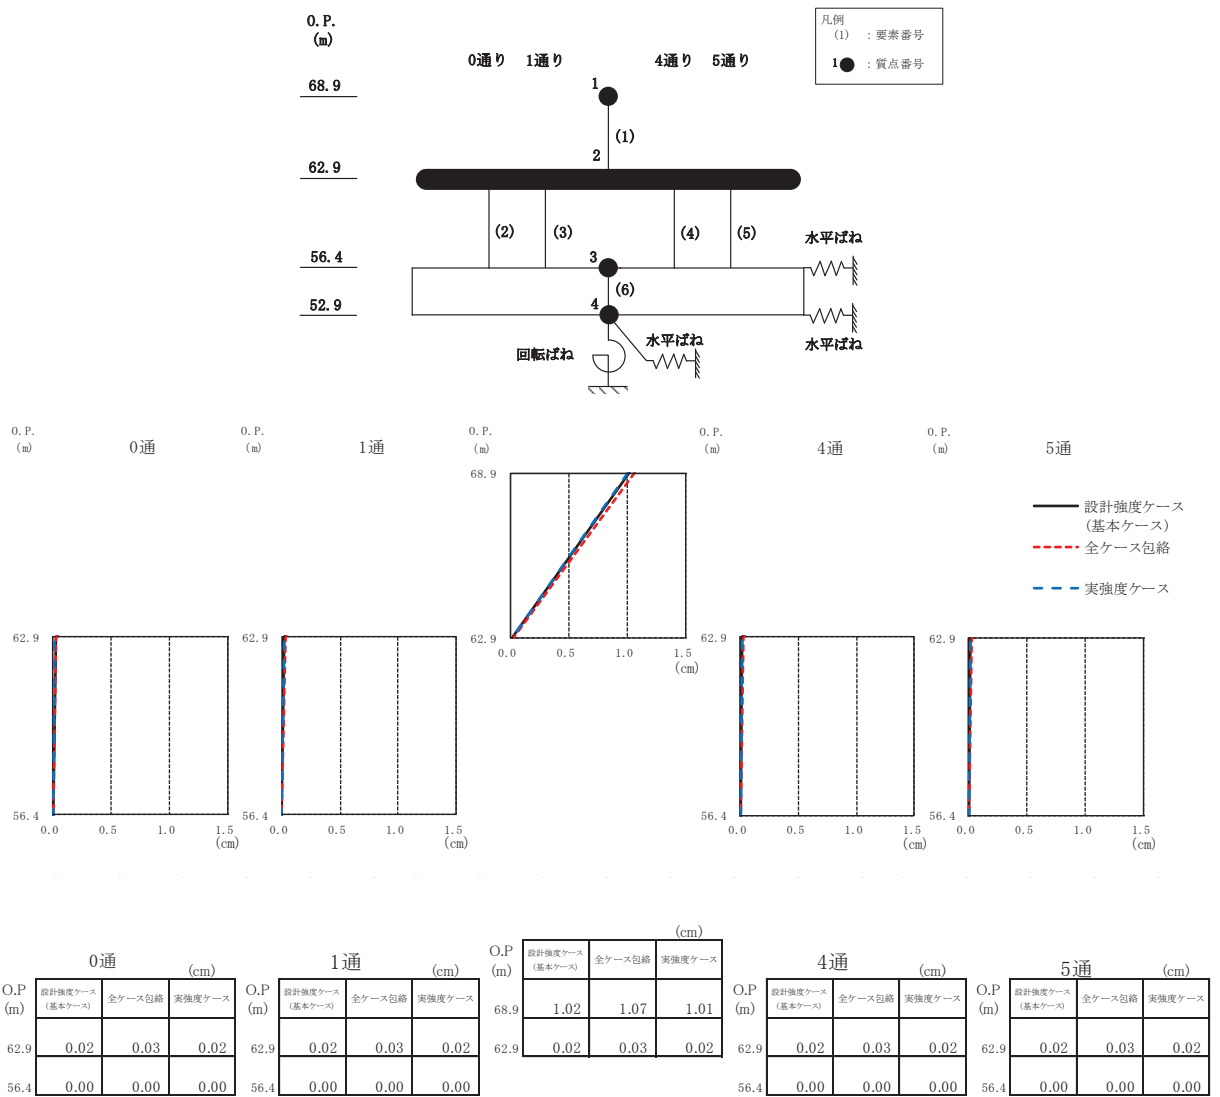 O.P.
(m)
0通り 1通り 4通り 5通り
凡例
(1) : 要素番号
1 : 質点番号
68.9
1
(1)
62.9
2
(2) (3) (4) (5)
水平ばね
56.4
3
(6)
52.9
4
水平ばね
水平ばね
回転ばね
O.P.
(m)
0通
O.P.
(m)
1通
O.P.
(m)
O.P.
(m)
4通
O.P.
(m)
5通
68.9
62.9
0.0 0.5 1.0 1.5
(cm)
設計強度ケース
(基本ケース)
全ケース包絡
実強度ケース
62.9
56.4
0.0 0.5 1.0 1.5
(cm)
62.9
56.4
0.0 0.5 1.0 1.5
(cm)
62.9
56.4
0.0 0.5 1.0 1.5
(cm)
62.9
56.4
0.0 0.5 1.0 1.5
(cm)
0通 (cm)
O.P
(m)
設計強度ケース
(基本ケース)
全ケース包絡 実強度ケース
62.9 0.02 0.03 0.02
56.4 0.00 0.00 0.00
1通 (cm)
O.P
(m)
設計強度ケース
(基本ケース)
全ケース包絡 実強度ケース
62.9 0.02 0.03 0.02
56.4 0.00 0.00 0.00
(cm)
O.P
(m)
設計強度ケース
(基本ケース)
全ケース包絡 実強度ケース
68.9 1.02 1.07 1.01
62.9 0.02 0.03 0.02
4通 (cm)
O.P
(m)
設計強度ケース
(基本ケース)
全ケース包絡 実強度ケース
62.9 0.02 0.03 0.02
56.4 0.00 0.00 0.00
5通 (cm)
O.P
(m)
設計強度ケース
(基本ケース)
全ケース包絡 実強度ケース
62.9 0.02 0.03 0.02
56.4 0.00 0.00 0.00